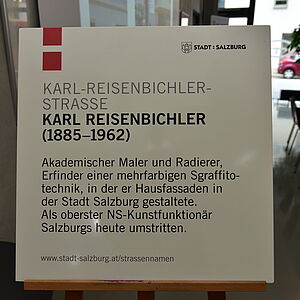 STADT : SALZBURG
KARL-REISENBICHLER-
STRASSE
KARL REISENBICHLER
(1885–1962)
Akademischer Maler und Radierer,
Erfinder einer mehrfarbigen Sgraffito-
technik, in der er Hausfassaden in
der Stadt Salzburg gestaltete.
Als oberster NS-Kunstfunktionär
Salzburgs heute umstritten.
www.stadt-salzburg.at/strassennamen